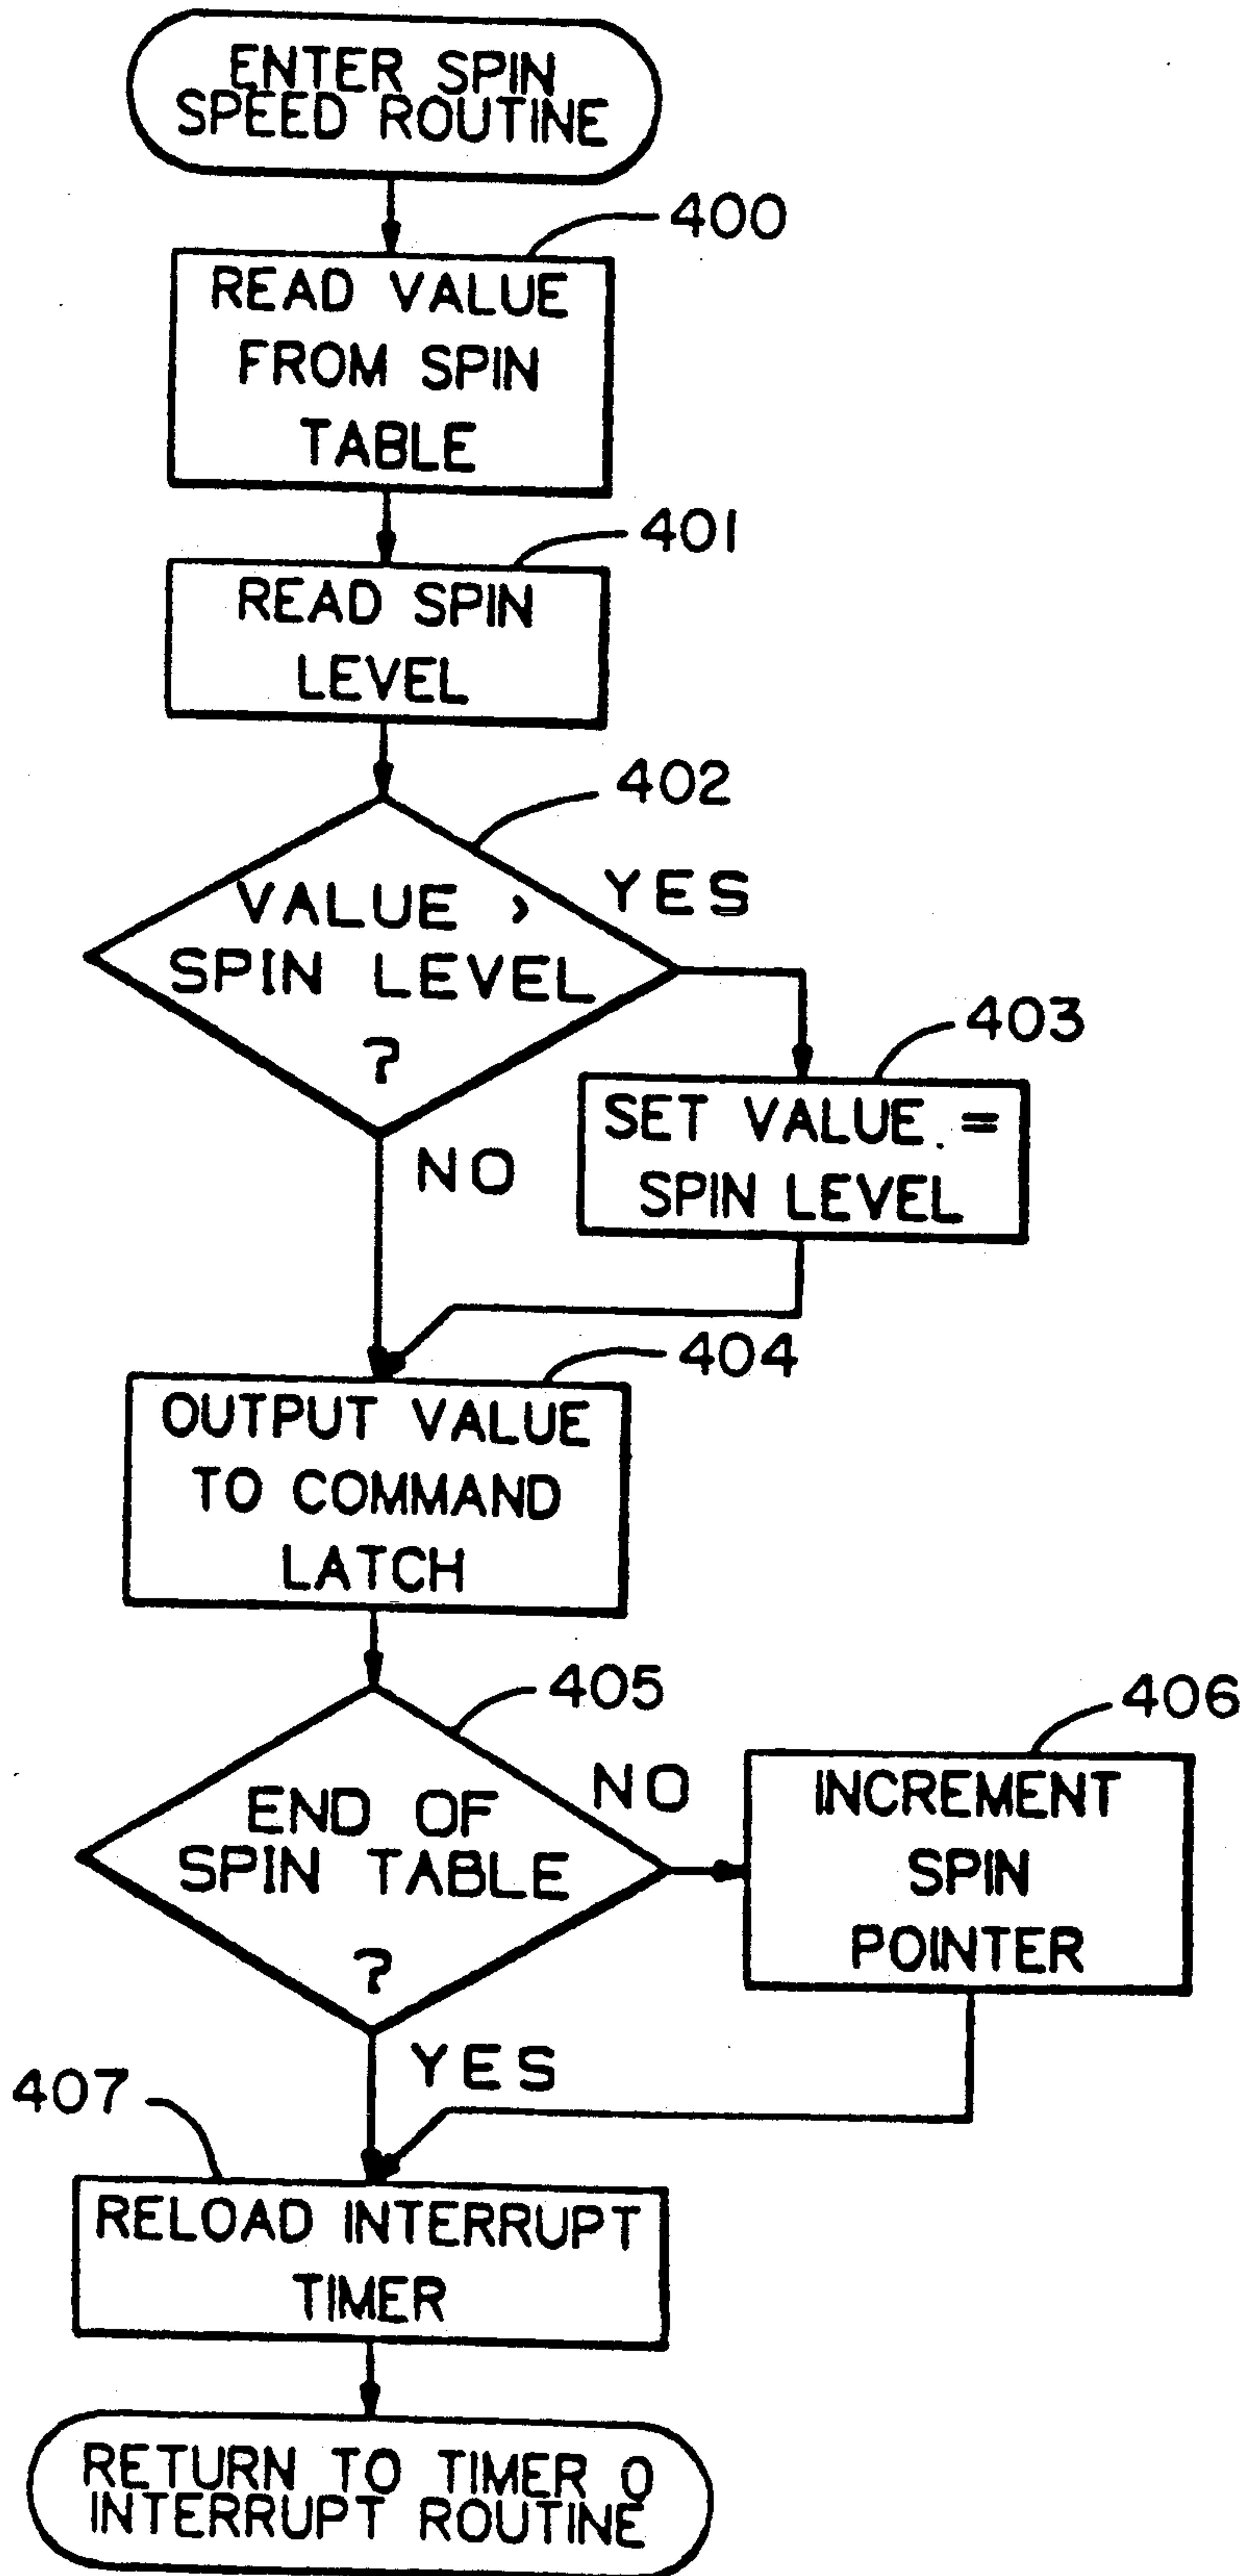 ENTER SPIN
SPEED ROUTINE
400
READ VALUE
FROM SPIN
TABLE
401
READ SPIN
LEVEL
402
VALUE >
SPIN LEVEL
?
YES
NO
403
SET VALUE =
SPIN LEVEL
404
OUTPUT VALUE
TO COMMAND
LATCH
405
END OF
SPIN TABLE
?
NO
YES
406
INCREMENT
SPIN
POINTER
407
RELOAD INTERRUPT
TIMER
RETURN TO TIMER 0
INTERRUPT ROUTINE